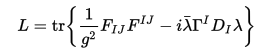 L = tr{ 1/g² F_{IJ} F^{IJ} − iλ̄Γ^I D_I λ }